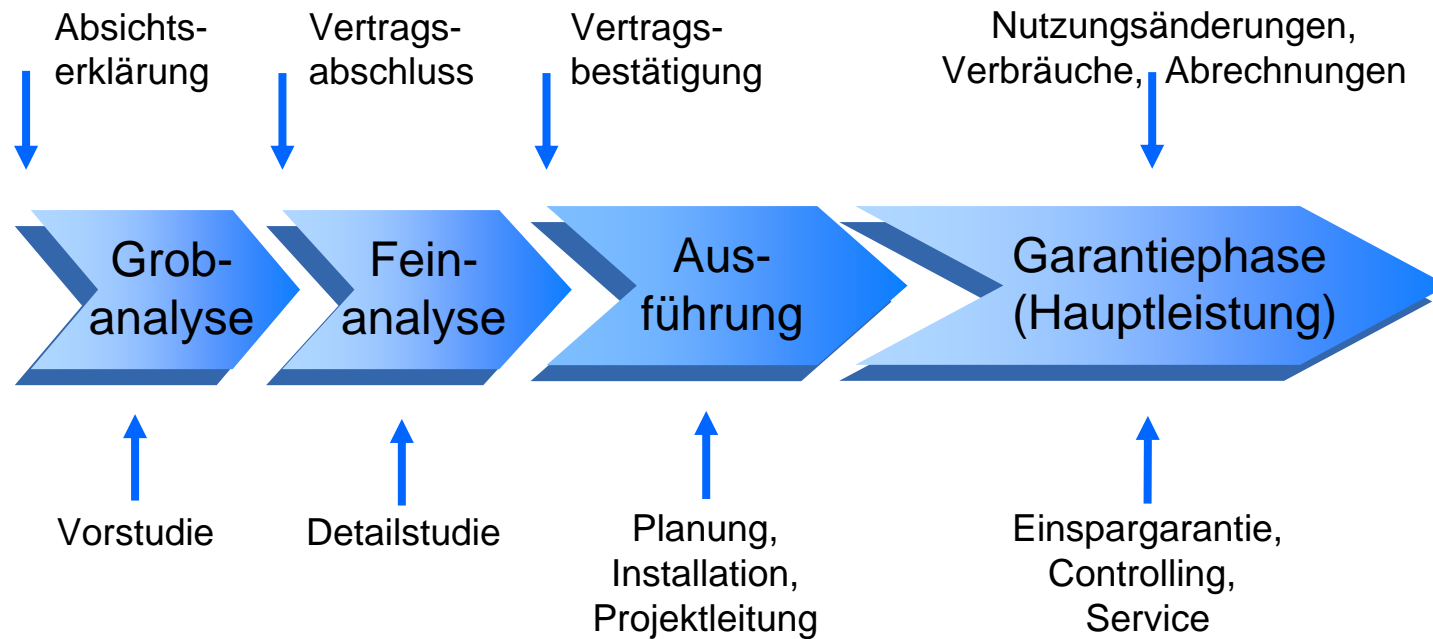 Absichts-
erklärung
Vertrags-
abschluss
Vertrags-
bestätigung
Nutzungsänderungen,
Verbräuche, Abrechnungen
Grob-
analyse
Fein-
analyse
Aus-
führung
Garantiephase
(Hauptleistung)
Vorstudie
Detailstudie
Planung,
Installation,
Projektleitung
Einspargarantie,
Controlling,
Service